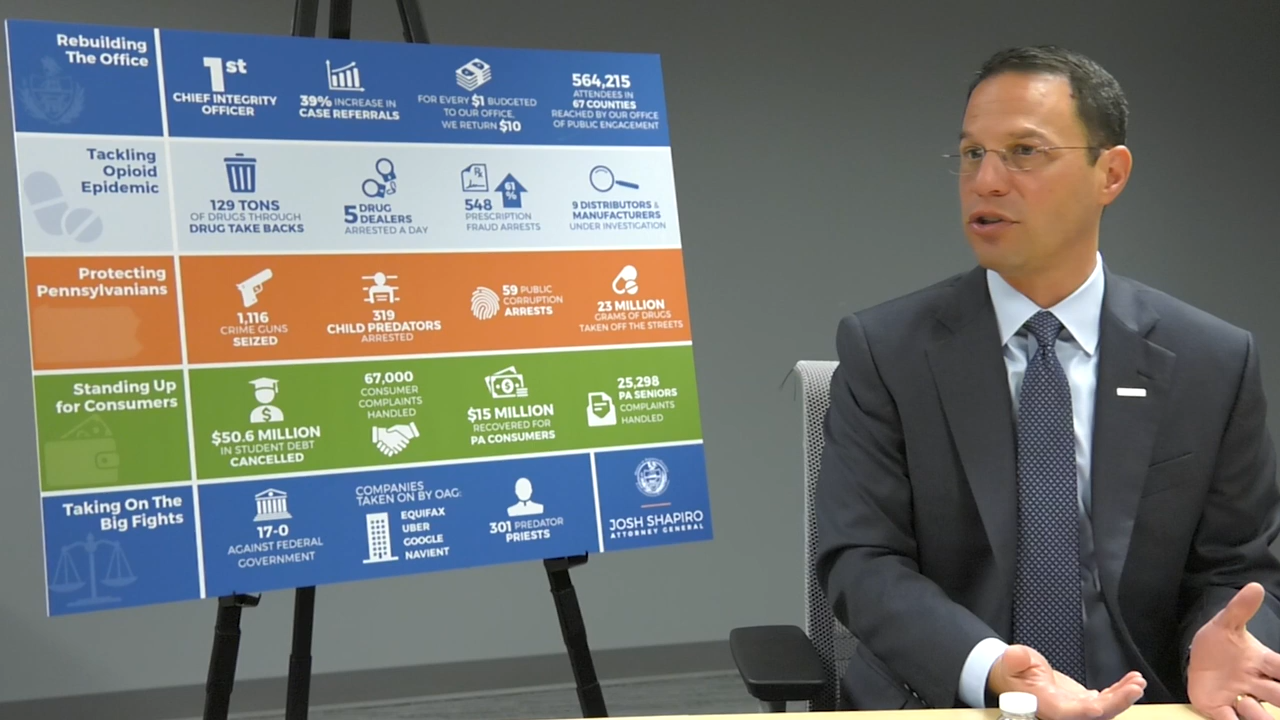 Rebuilding
The Office
1st
CHIEF INTEGRITY
OFFICER
39% INCREASE IN
CASE REFERRALS
FOR EVERY $1 BUDGETED
TO OUR OFFICE,
WE RETURN $10
564,215
ATTENDEES IN
67 COUNTIES
REACHED BY OUR OFFICE
OF PUBLIC ENGAGEMENT
Tackling
Opioid
Epidemic
129 TONS
OF DRUGS THROUGH
DRUG TAKE BACKS
5 DRUG
DEALERS
ARRESTED A DAY
Rx
61
%
548
PRESCRIPTION
FRAUD ARRESTS
9 DISTRIBUTORS &
MANUFACTURERS
UNDER INVESTIGATION
Protecting
Pennsylvanians
1,116
CRIME GUNS
SEIZED
319
CHILD PREDATORS
ARRESTED
59 PUBLIC
CORRUPTION
ARRESTS
23 MILLION
GRAMS OF DRUGS
TAKEN OFF THE STREETS
Standing Up
for Consumers
$
$50.6 MILLION
IN STUDENT DEBT
CANCELLED
67,000
CONSUMER
COMPLAINTS
HANDLED
$
$15 MILLION
RECOVERED FOR
PA CONSUMERS
25,298
PA SENIORS
COMPLAINTS
HANDLED
Taking On The
Big Fights
17-0
AGAINST FEDERAL
GOVERNMENT
COMPANIES
TAKEN ON BY OAG:
EQUIFAX
UBER
GOOGLE
NAVIENT
301 PREDATOR
PRIESTS
JOSH SHAPIRO
ATTORNEY GENERAL